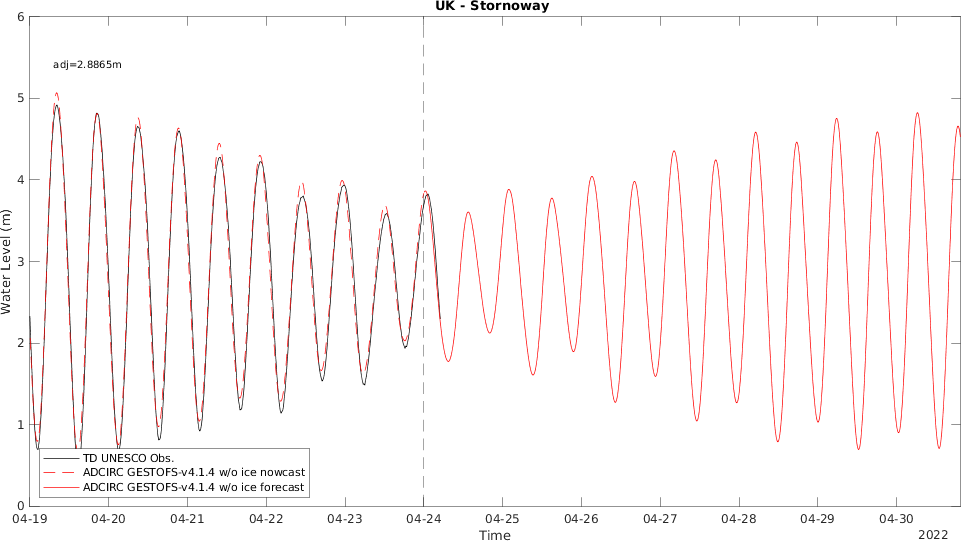 UK - Stornoway
adj=2.8865m
Water Level (m)
6
5
4
3
2
1
0
TD UNESCO Obs.
ADCIRC GESTOFS-v4.1.4 w/o ice nowcast
ADCIRC GESTOFS-v4.1.4 w/o ice forecast
04-19 04-20 04-21 04-22 04-23 04-24 04-25 04-26 04-27 04-28 04-29 04-30
Time
2022